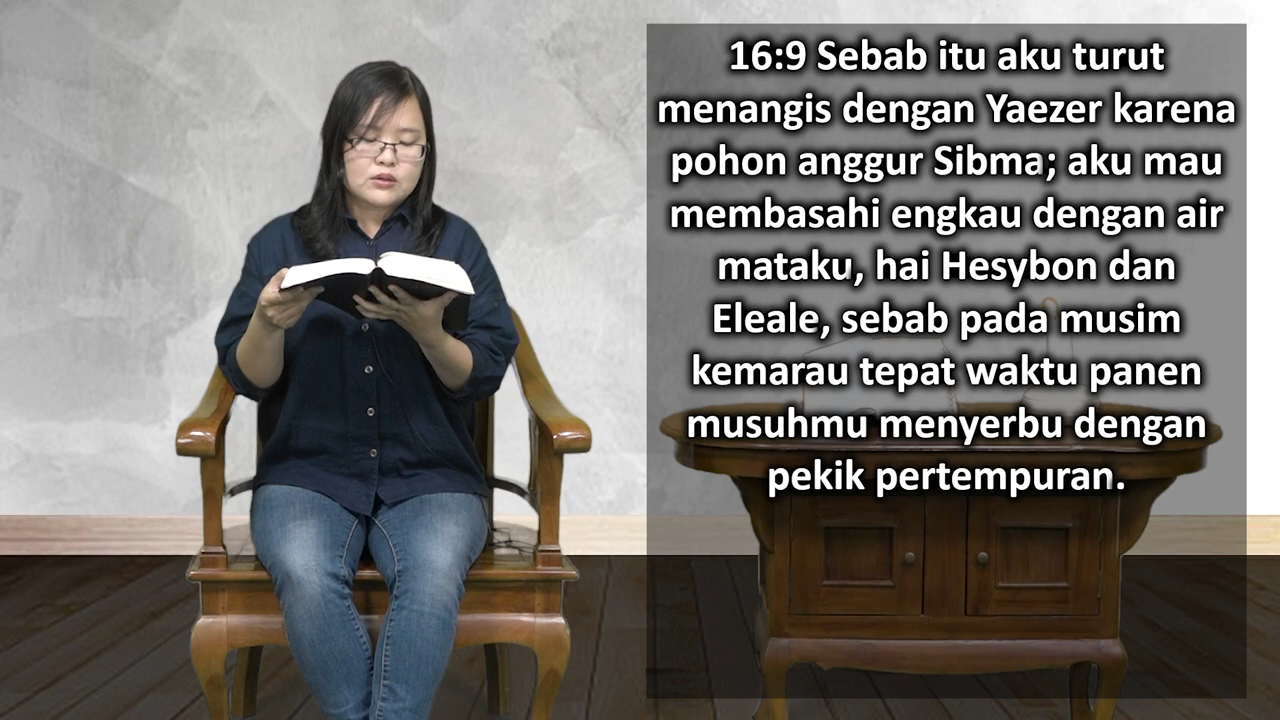 16:9 Sebab itu aku turut
menangis dengan Yaezer karena
pohon anggur Sibma; aku mau
membasahi engkau dengan air
mataku, hai Hesybon dan
Eleale, sebab pada musim
kemarau tepat waktu panen
musuhmu menyerbu dengan
pekik pertempuran.